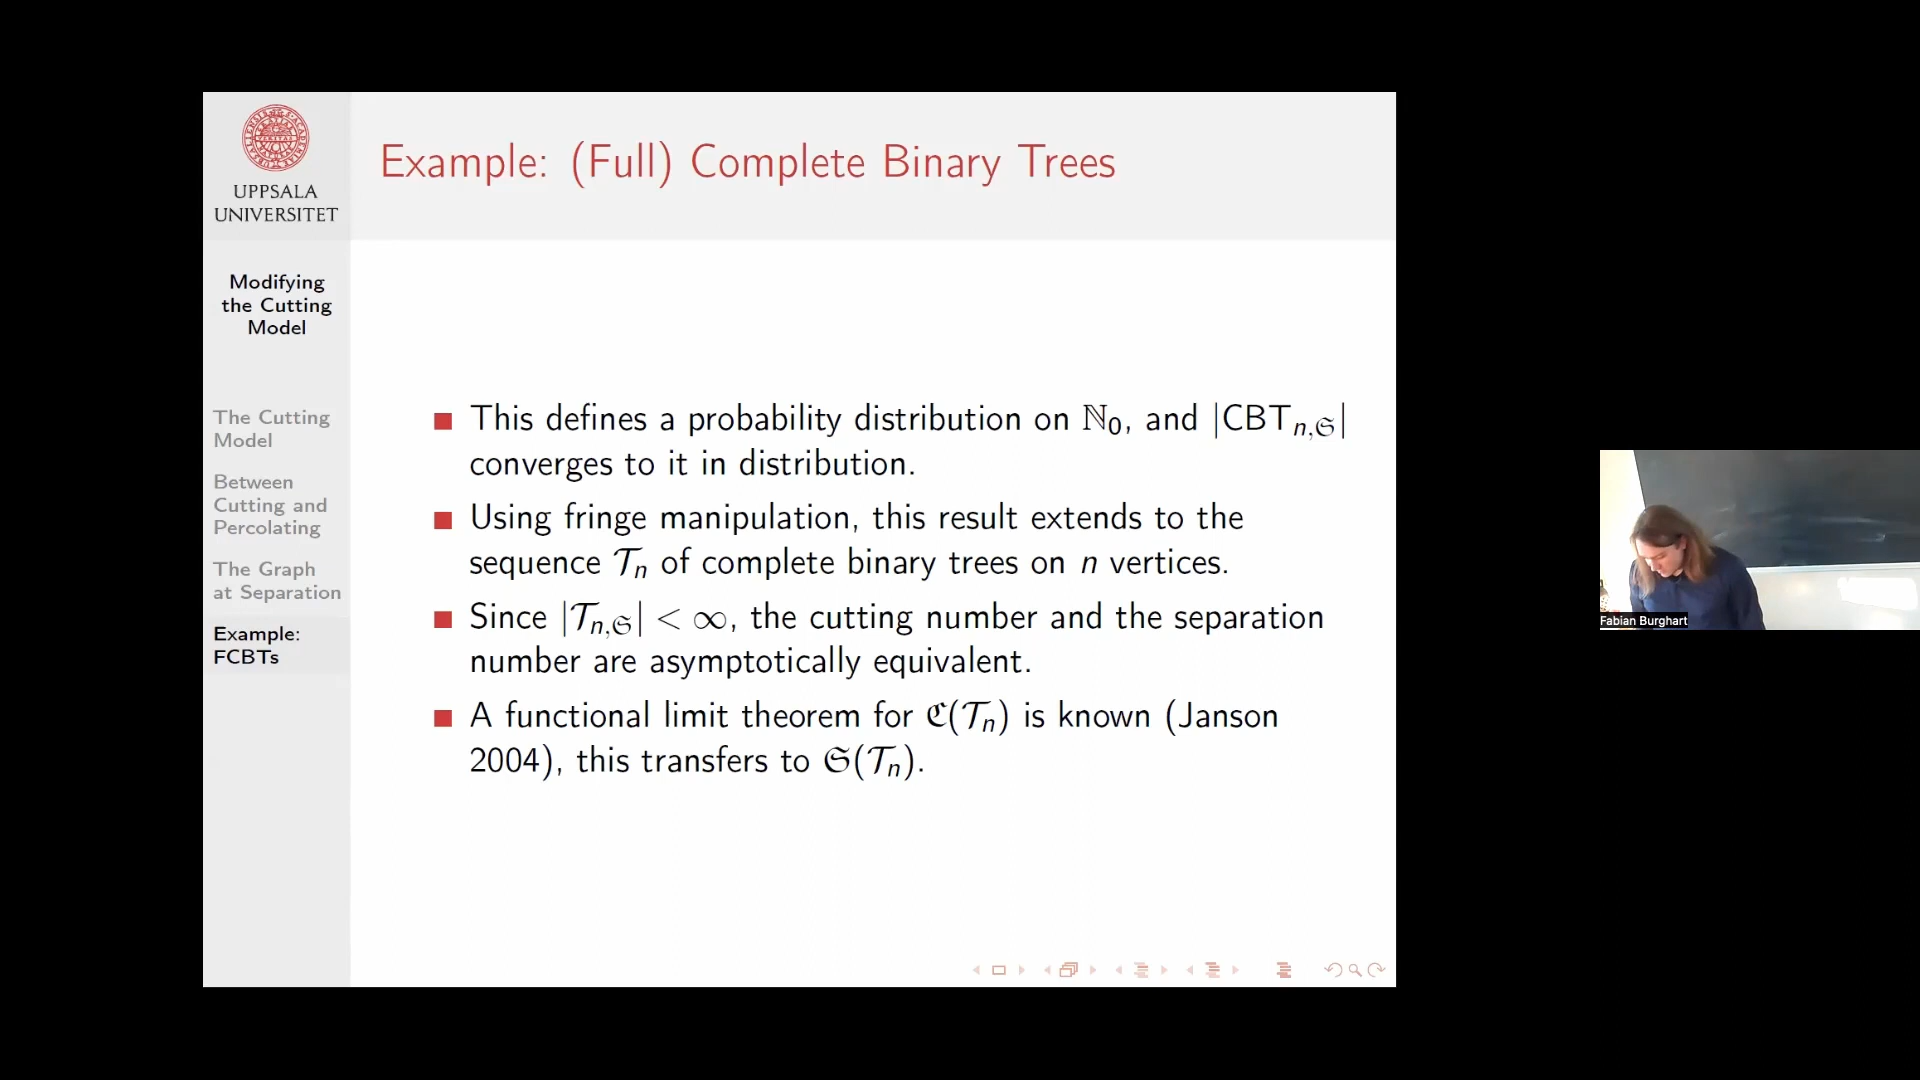 UPPSALA
UNIVERSITET
Modifying
the Cutting
Model
The Cutting
Model
Between
Cutting and
Percolating
The Graph
at Separation
Example:
FCBTs
Example: (Full) Complete Binary Trees
This defines a probability distribution on ℕ₀, and |CBT_{n,𝔖}|
converges to it in distribution.
Using fringe manipulation, this result extends to the
sequence 𝒯ₙ of complete binary trees on n vertices.
Since |𝒯_{n,𝔖}| < ∞, the cutting number and the separation
number are asymptotically equivalent.
A functional limit theorem for ℭ(𝒯ₙ) is known (Janson
2004), this transfers to 𝔖(𝒯ₙ).
Fabian Burghart